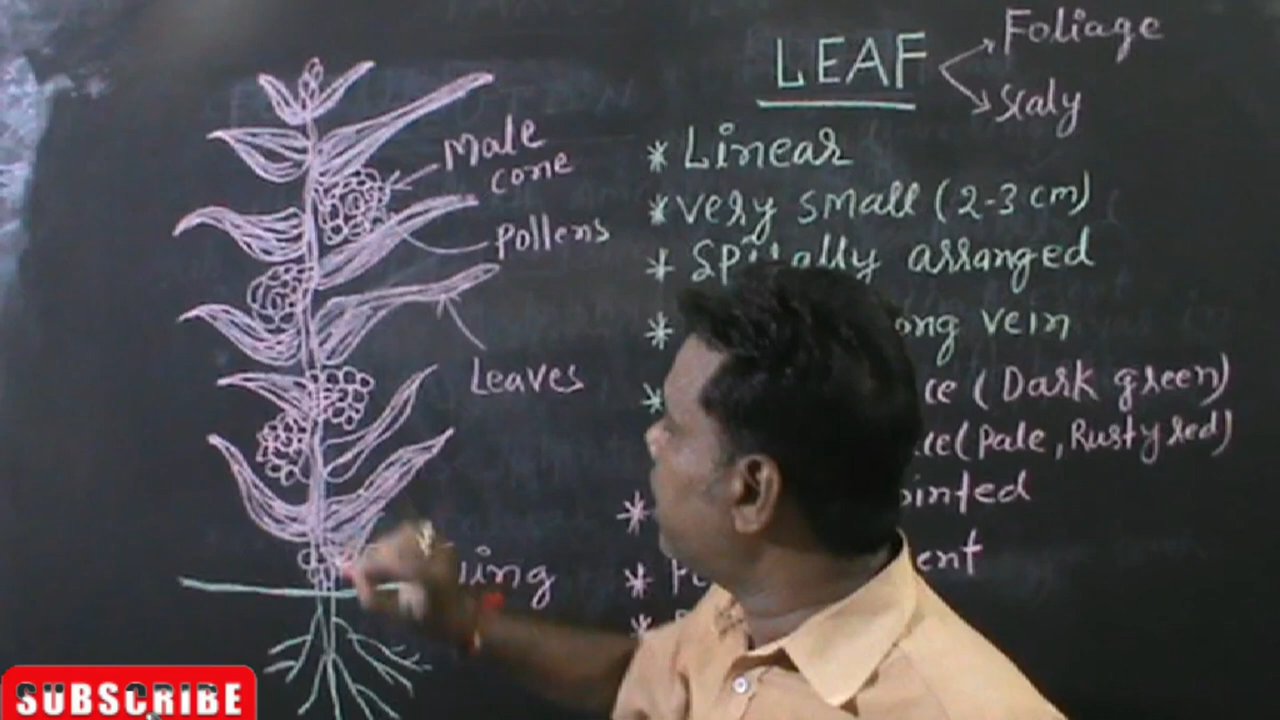 LEAF
Foliage
Scaly
* Linear
* very small (2-3 cm)
* Spirally arranged
* ong vein
* ce (Dark green)
ce (Pale, Rusty red)
* ointed
* ent
*
Male
cone
Pollens
Leaves
SUBSCRIBE